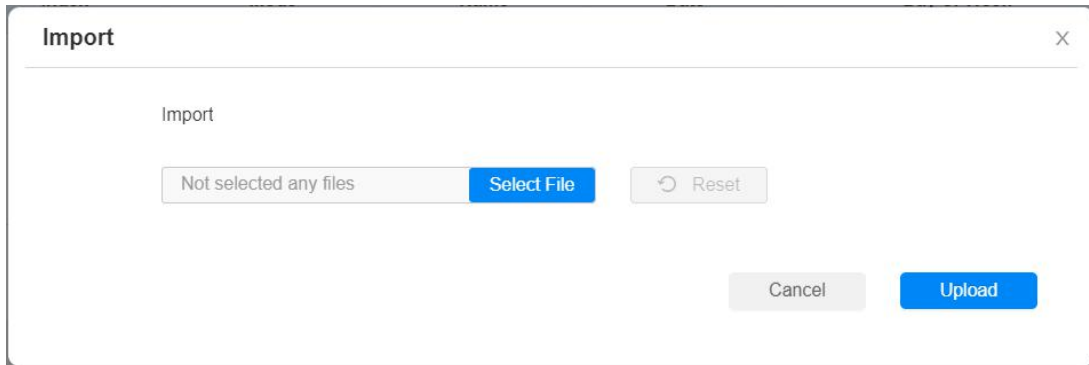 Import
X
Import
Not selected any files Select File Reset
Cancel Upload